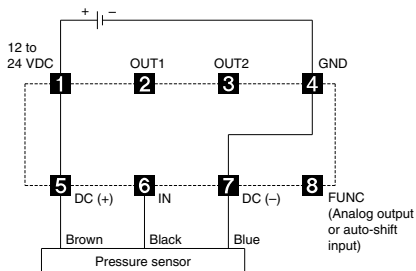 + –
12 to
24 VDC
OUT1
OUT2
GND
1
2
3
4
5
DC (+)
6
IN
7
DC (–)
8
FUNC
(Analog output
or auto-shift
input)
Brown
Black
Blue
Pressure sensor